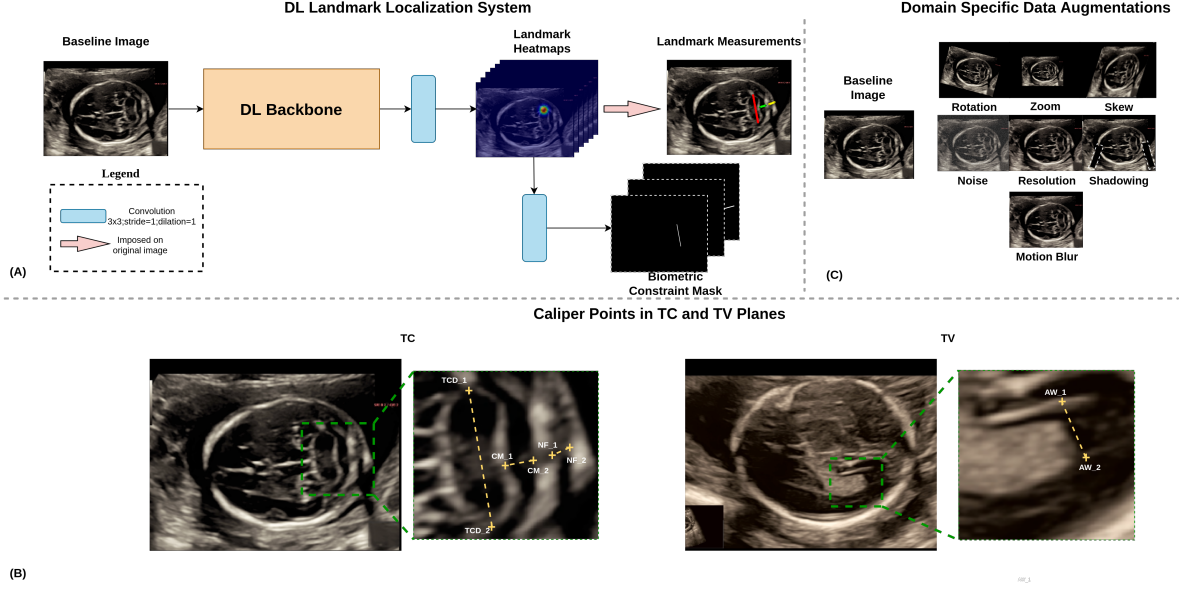 DL Landmark Localization System
Baseline Image
DL Backbone
Landmark
Heatmaps
Landmark Measurements
Legend
Convolution
3x3;stride=1;dilation=1
Imposed on
original image
Biometric
Constraint Mask
(A)
Domain Specific Data Augmentations
Baseline
Image
Rotation
Zoom
Skew
Noise
Resolution
Shadowing
Motion Blur
(C)
Caliper Points in TC and TV Planes
TC
TCD_1
CM_1
CM_2
NF_1
NF_2
TCD_2
TV
AW_1
AW_2
(B)